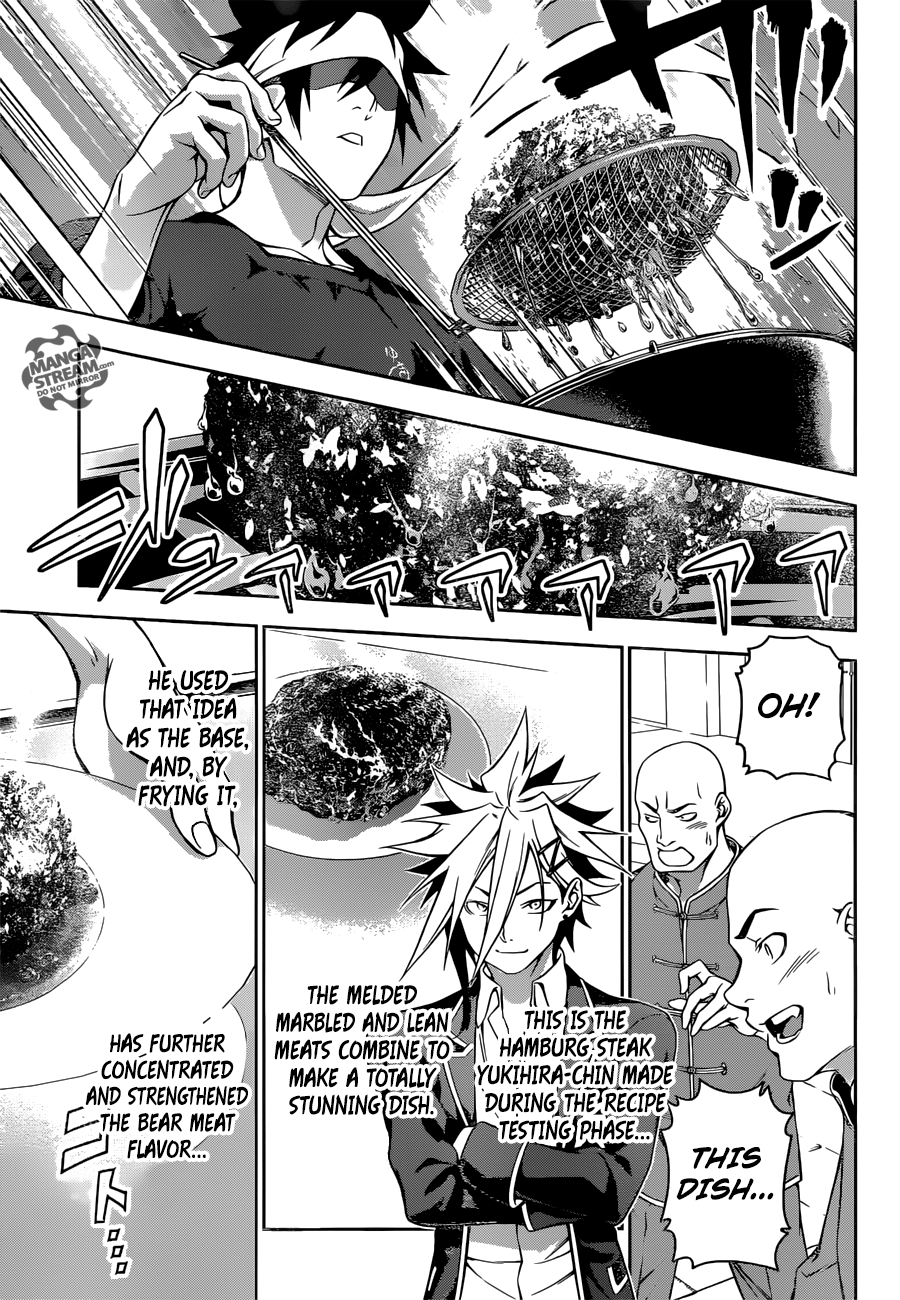 MANGA
STREAM.com
DO NOT MIRROR
OH!
THIS
DISH...
THIS IS THE
HAMBURG STEAK
YUKIHIRA-CHIN MADE
DURING THE RECIPE
TESTING PHASE...
THE MELDED
MARBLED AND LEAN
MEATS COMBINE TO
MAKE A TOTALLY
STUNNING DISH.
HE USED
THAT IDEA
AS THE BASE,
AND, BY
FRYING IT,
HAS FURTHER
CONCENTRATED
AND STRENGTHENED
THE BEAR MEAT
FLAVOR...
コト...